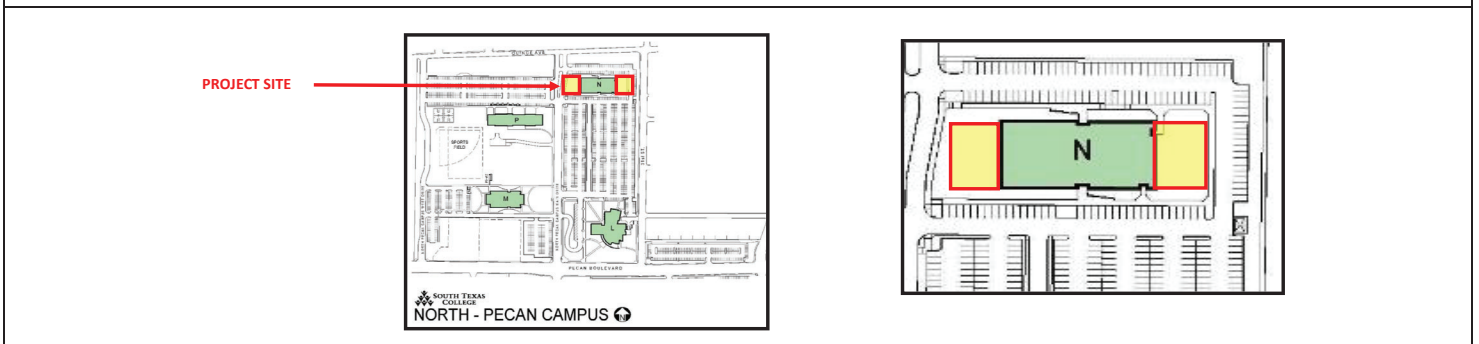 PROJECT SITE
N
P
SPORTS
FIELD
M
L
PECAN BOULEVARD
SOUTH TEXAS
COLLEGE
NORTH - PECAN CAMPUS N
N